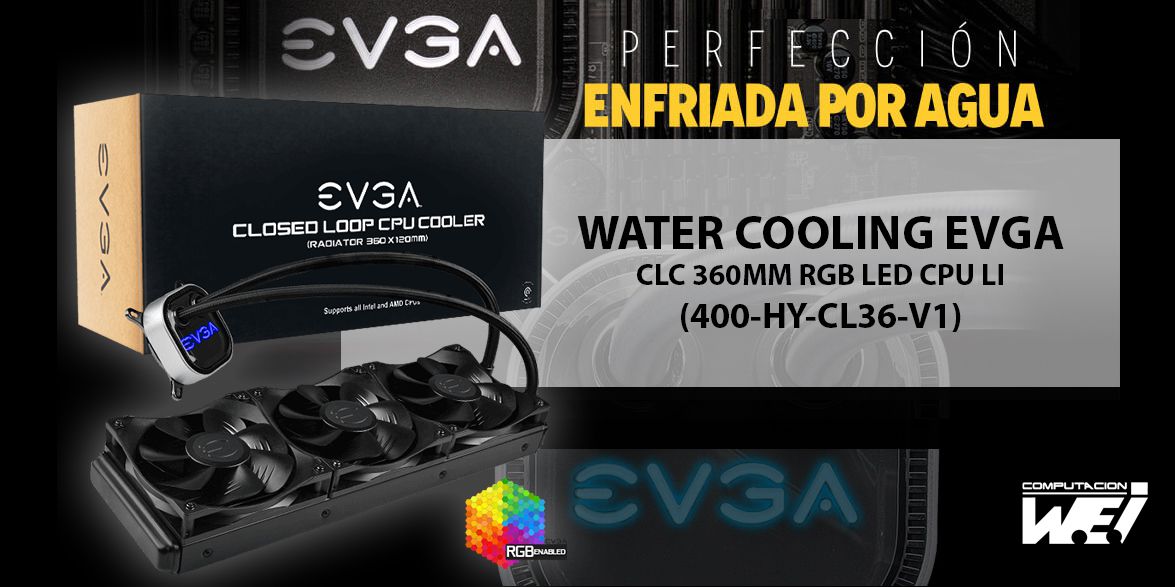 EVGA
PERFECCIÓN
ENFRIADA POR AGUA
EVGA
EVGA
CLOSED LOOP CPU COOLER
(RADIATOR 360 X 120MM)
Supports all Intel and AMD CPUs
WATER COOLING EVGA
CLC 360MM RGB LED CPU LI
(400-HY-CL36-V1)
EVGA
EVGA
EVGA
RGB ENABLED
COMPUTACION
W.E!